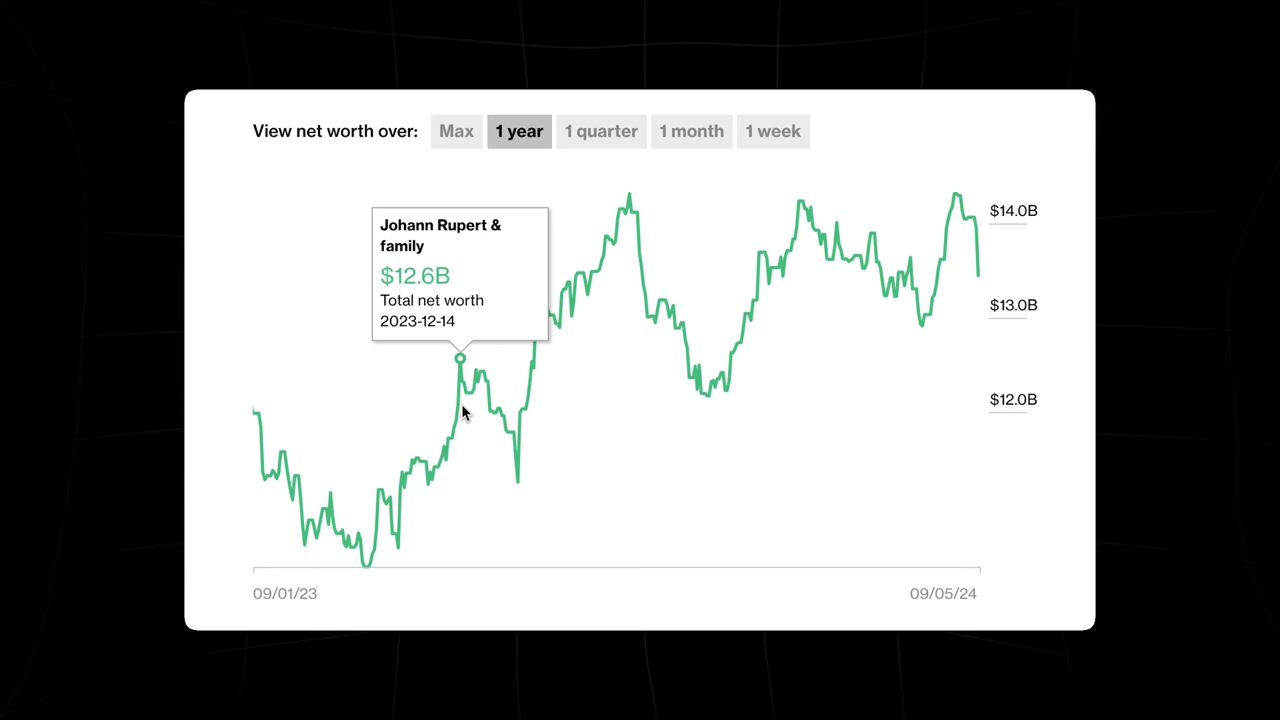 View net worth over: Max 1 year 1 quarter 1 month 1 week
Johann Rupert &
family
$12.6B
Total net worth
2023-12-14
$14.0B
$13.0B
$12.0B
09/01/23 09/05/24